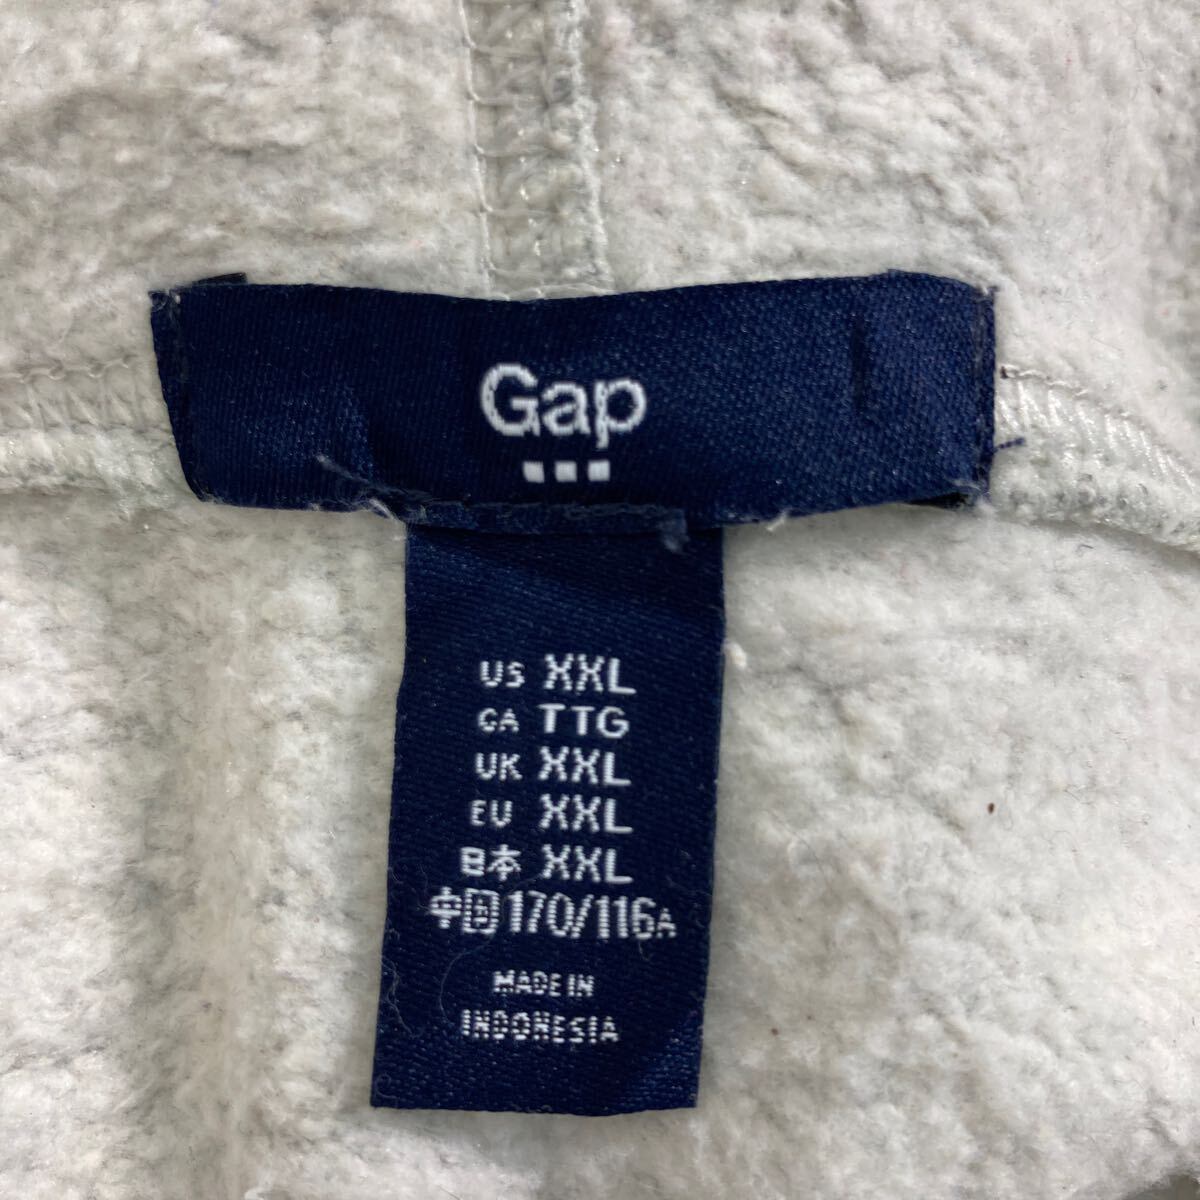 Gap
US XXL
CA TTG
UK XXL
EU XXL
日本 XXL
中国 170/116A
MADE IN
INDONESIA